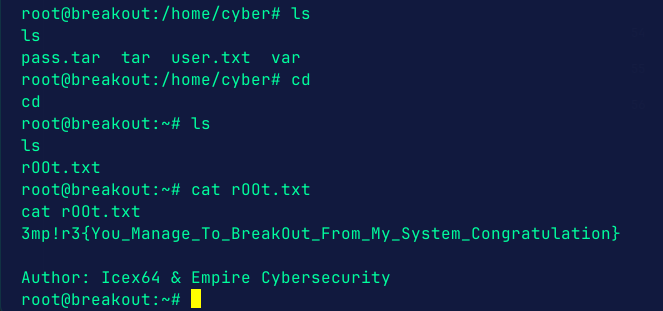 root@breakout:/home/cyber# ls
ls
pass.tar  tar  user.txt  var
root@breakout:/home/cyber# cd
cd
root@breakout:~# ls
ls
rOOt.txt
root@breakout:~# cat rOOt.txt
cat rOOt.txt
3mp!r3{You_Manage_To_BreakOut_From_My_System_Congratulation}
Author: Icex64 & Empire Cybersecurity
root@breakout:~#